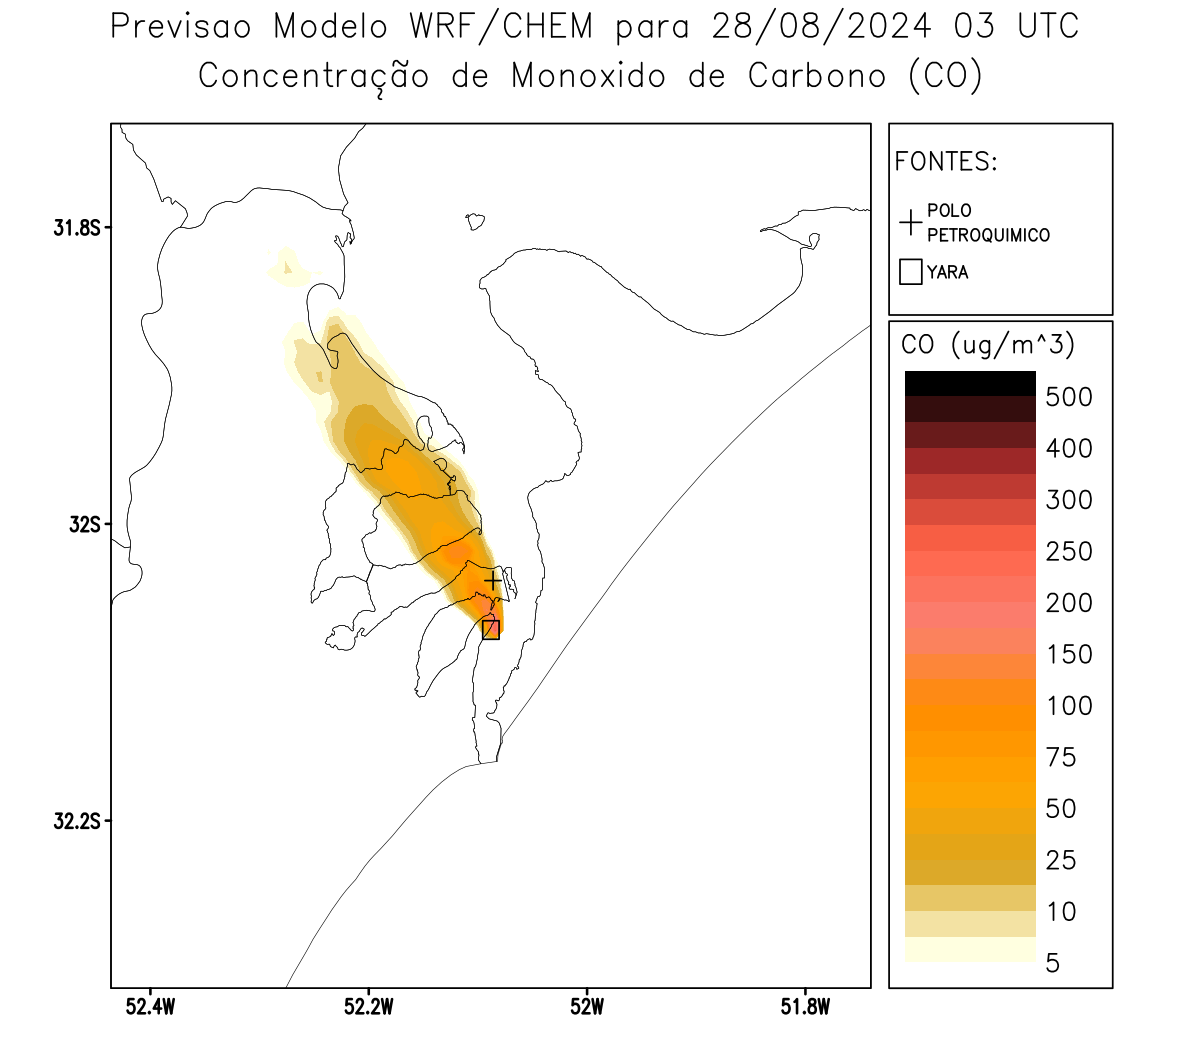 Previsao Modelo WRF/CHEM para 28/08/2024 03 UTC
Concentração de Monoxido de Carbono (CO)
FONTES:
POLO
PETROQUIMICO
YARA
CO (ug/m^3)
500
400
300
250
200
150
100
75
50
25
10
5
31.8S
32S
32.2S
52.4W
52.2W
52W
51.8W